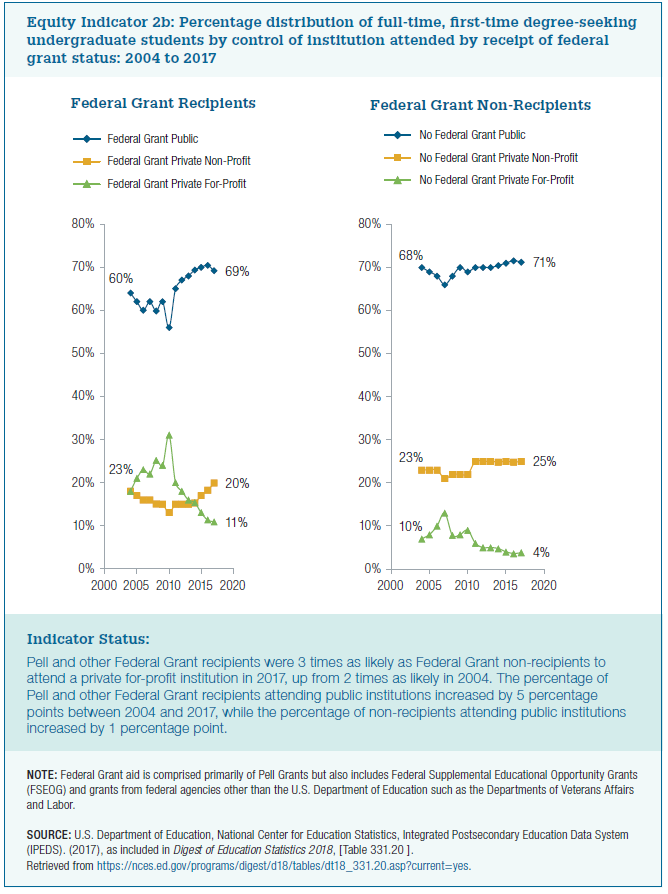 Equity Indicator 2b: Percentage distribution of full-time, first-time degree-seeking
undergraduate students by control of institution attended by receipt of federal
grant status: 2004 to 2017
Federal Grant Recipients
Federal Grant Public
Federal Grant Private Non-Profit
Federal Grant Private For-Profit
80%
70%
60%
50%
40%
30%
20%
10%
0%
60%
69%
23%
20%
11%
2000 2005 2010 2015 2020
Federal Grant Non-Recipients
No Federal Grant Public
No Federal Grant Private Non-Profit
No Federal Grant Private For-Profit
80%
70%
60%
50%
40%
30%
20%
10%
0%
68%
71%
23%
25%
10%
4%
2000 2005 2010 2015 2020
Indicator Status:
Pell and other Federal Grant recipients were 3 times as likely as Federal Grant non-recipients to
attend a private for-profit institution in 2017, up from 2 times as likely in 2004. The percentage of
Pell and other Federal Grant recipients attending public institutions increased by 5 percentage
points between 2004 and 2017, while the percentage of non-recipients attending public institutions
increased by 1 percentage point.
NOTE: Federal Grant aid is comprised primarily of Pell Grants but also includes Federal Supplemental Educational Opportunity Grants
(FSEOG) and grants from federal agencies other than the U.S. Department of Education such as the Departments of Veterans Affairs
and Labor.
SOURCE: U.S. Department of Education, National Center for Education Statistics, Integrated Postsecondary Education Data System
(IPEDS). (2017), as included in Digest of Education Statistics 2018, [Table 331.20 ].
Retrieved from https://nces.ed.gov/programs/digest/d18/tables/dt18_331.20.asp?current=yes.